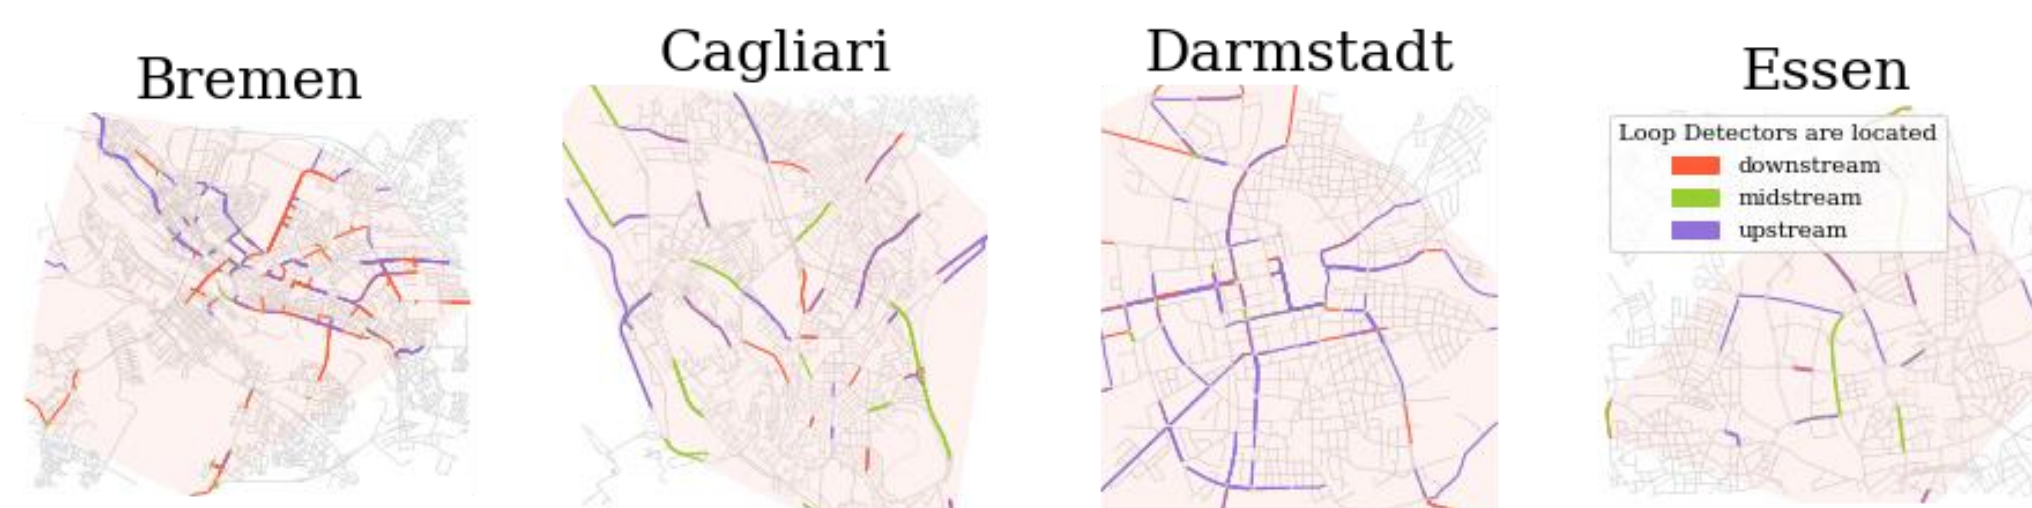 Bremen
Cagliari
Darmstadt
Essen
Loop Detectors are located
downstream
midstream
upstream